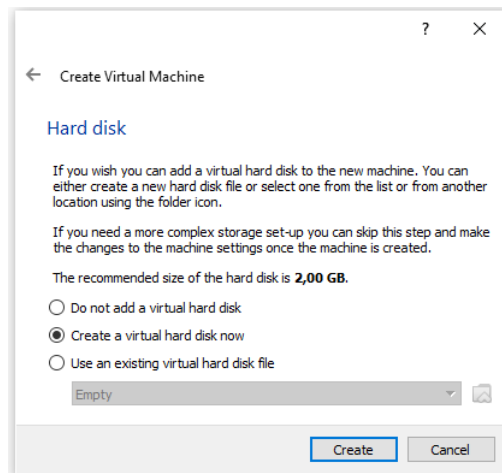 ?
Create Virtual Machine
Hard disk
If you wish you can add a virtual hard disk to the new machine. You can
either create a new hard disk file or select one from the list or from another
location using the folder icon.
If you need a more complex storage set-up you can skip this step and make
the changes to the machine settings once the machine is created.
The recommended size of the hard disk is 2,00 GB.
Do not add a virtual hard disk
Create a virtual hard disk now
Use an existing virtual hard disk file
Empty
Create Cancel